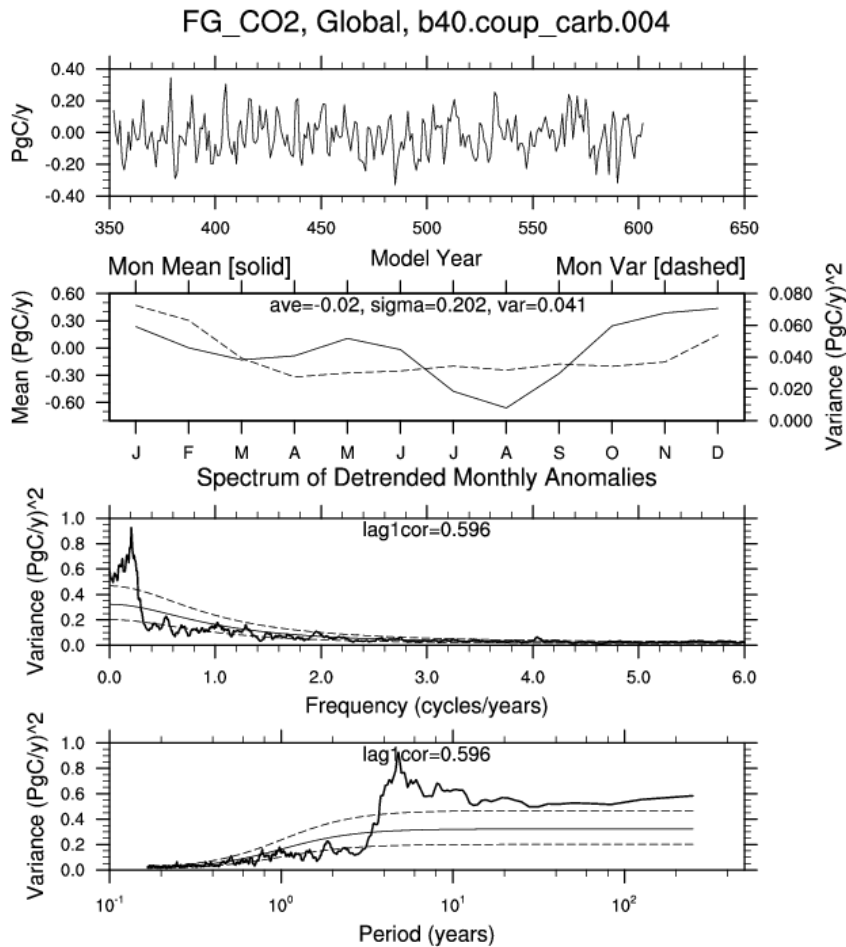 FG_CO2, Global, b40.coup_carb.004
PgC/y
0.40
0.20
0.00
-0.20
-0.40
350 400 450 500 550 600 650
Model Year
Mon Mean [solid] Mon Var [dashed]
ave=-0.02, sigma=0.202, var=0.041
Mean (PgC/y)
0.60
0.30
0.00
-0.30
-0.60
0.080
0.060
0.040
0.020
0.000
Variance (PgC/y)^2
J F M A M J J A S O N D
Spectrum of Detrended Monthly Anomalies
lag1cor=0.596
Variance (PgC/y)^2
1.0
0.8
0.6
0.4
0.2
0.0
0.0 1.0 2.0 3.0 4.0 5.0 6.0
Frequency (cycles/years)
lag1cor=0.596
Variance (PgC/y)^2
1.0
0.8
0.6
0.4
0.2
0.0
10^-1 10^0 10^1 10^2
Period (years)